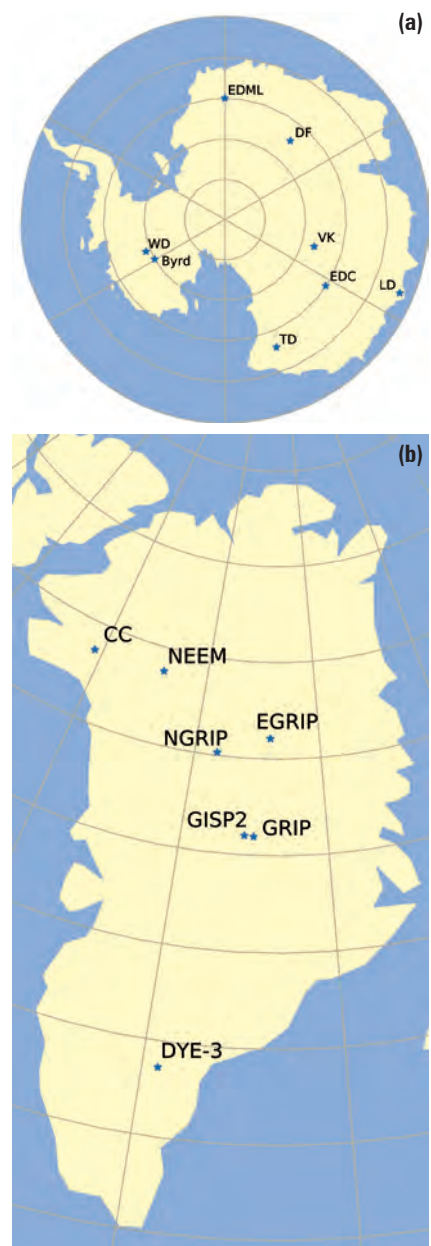 (a)
EDML
DF
VK
WD
Byrd
EDC
LD
TD
(b)
CC
NEEM
EGRIP
NGRIP
GISP2
GRIP
DYE-3